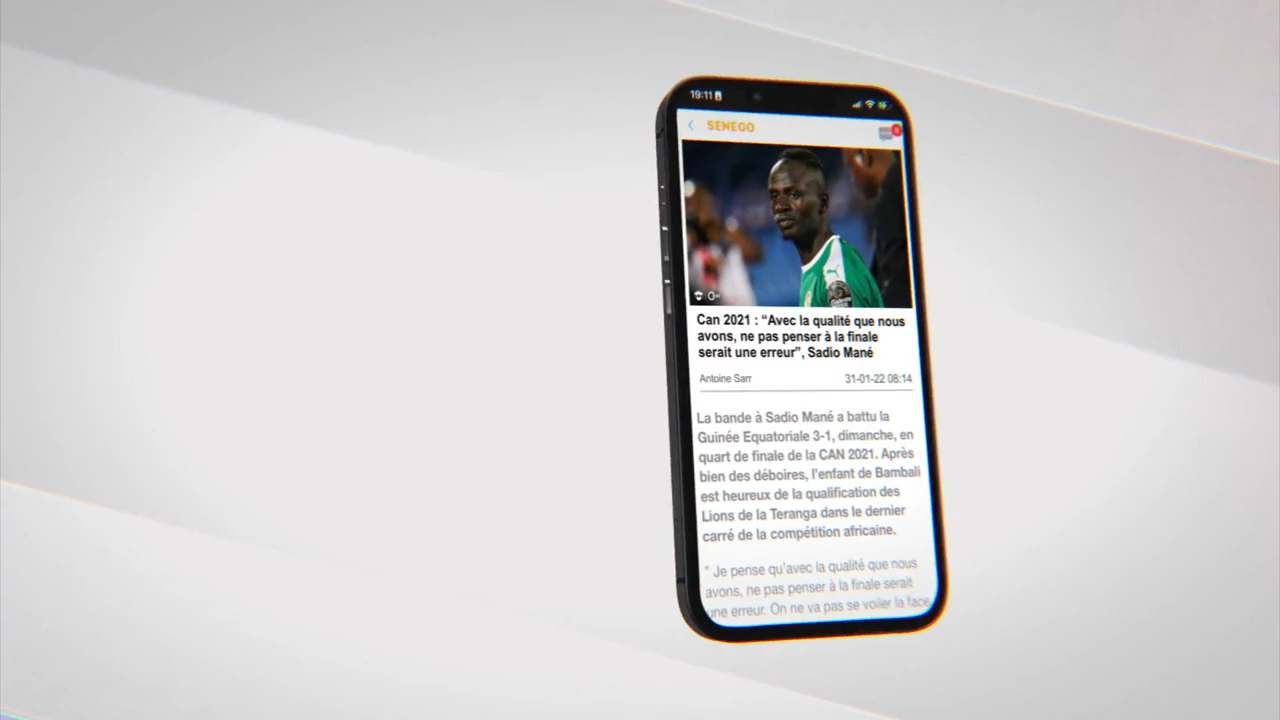 19:11
SENEGO
Can 2021 : “Avec la qualité que nous
avons, ne pas penser à la finale
serait une erreur”, Sadio Mané
Antoine Sarr 31-01-22 08:14
La bande à Sadio Mané a battu la
Guinée Equatoriale 3-1, dimanche, en
quart de finale de la CAN 2021. Après
bien des déboires, l'enfant de Bambali
est heureux de la qualification des
Lions de la Teranga dans le dernier
carré de la compétition africaine.
" Je pense qu'avec la qualité que nous
avons, ne pas penser à la finale serait
une erreur. On ne va pas se voiler la face